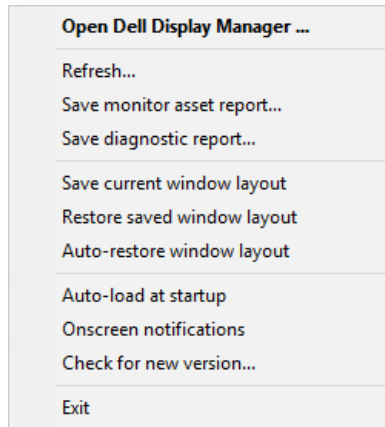 Open Dell Display Manager ...
Refresh...
Save monitor asset report...
Save diagnostic report...
Save current window layout
Restore saved window layout
Auto-restore window layout
Auto-load at startup
Onscreen notifications
Check for new version...
Exit